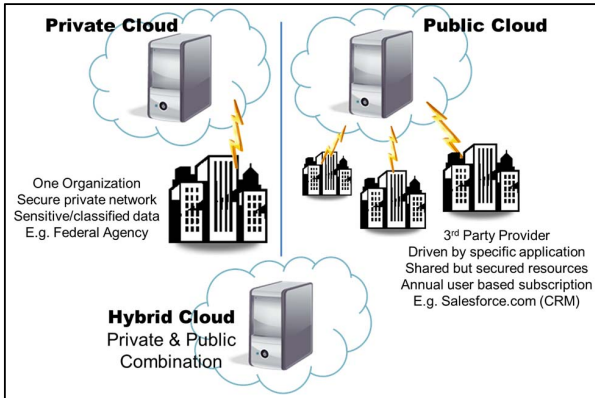 Private Cloud
Public Cloud
One Organization
Secure private network
Sensitive/classified data
E.g. Federal Agency
3rd Party Provider
Driven by specific application
Shared but secured resources
Annual user based subscription
E.g. Salesforce.com (CRM)
Hybrid Cloud
Private & Public
Combination